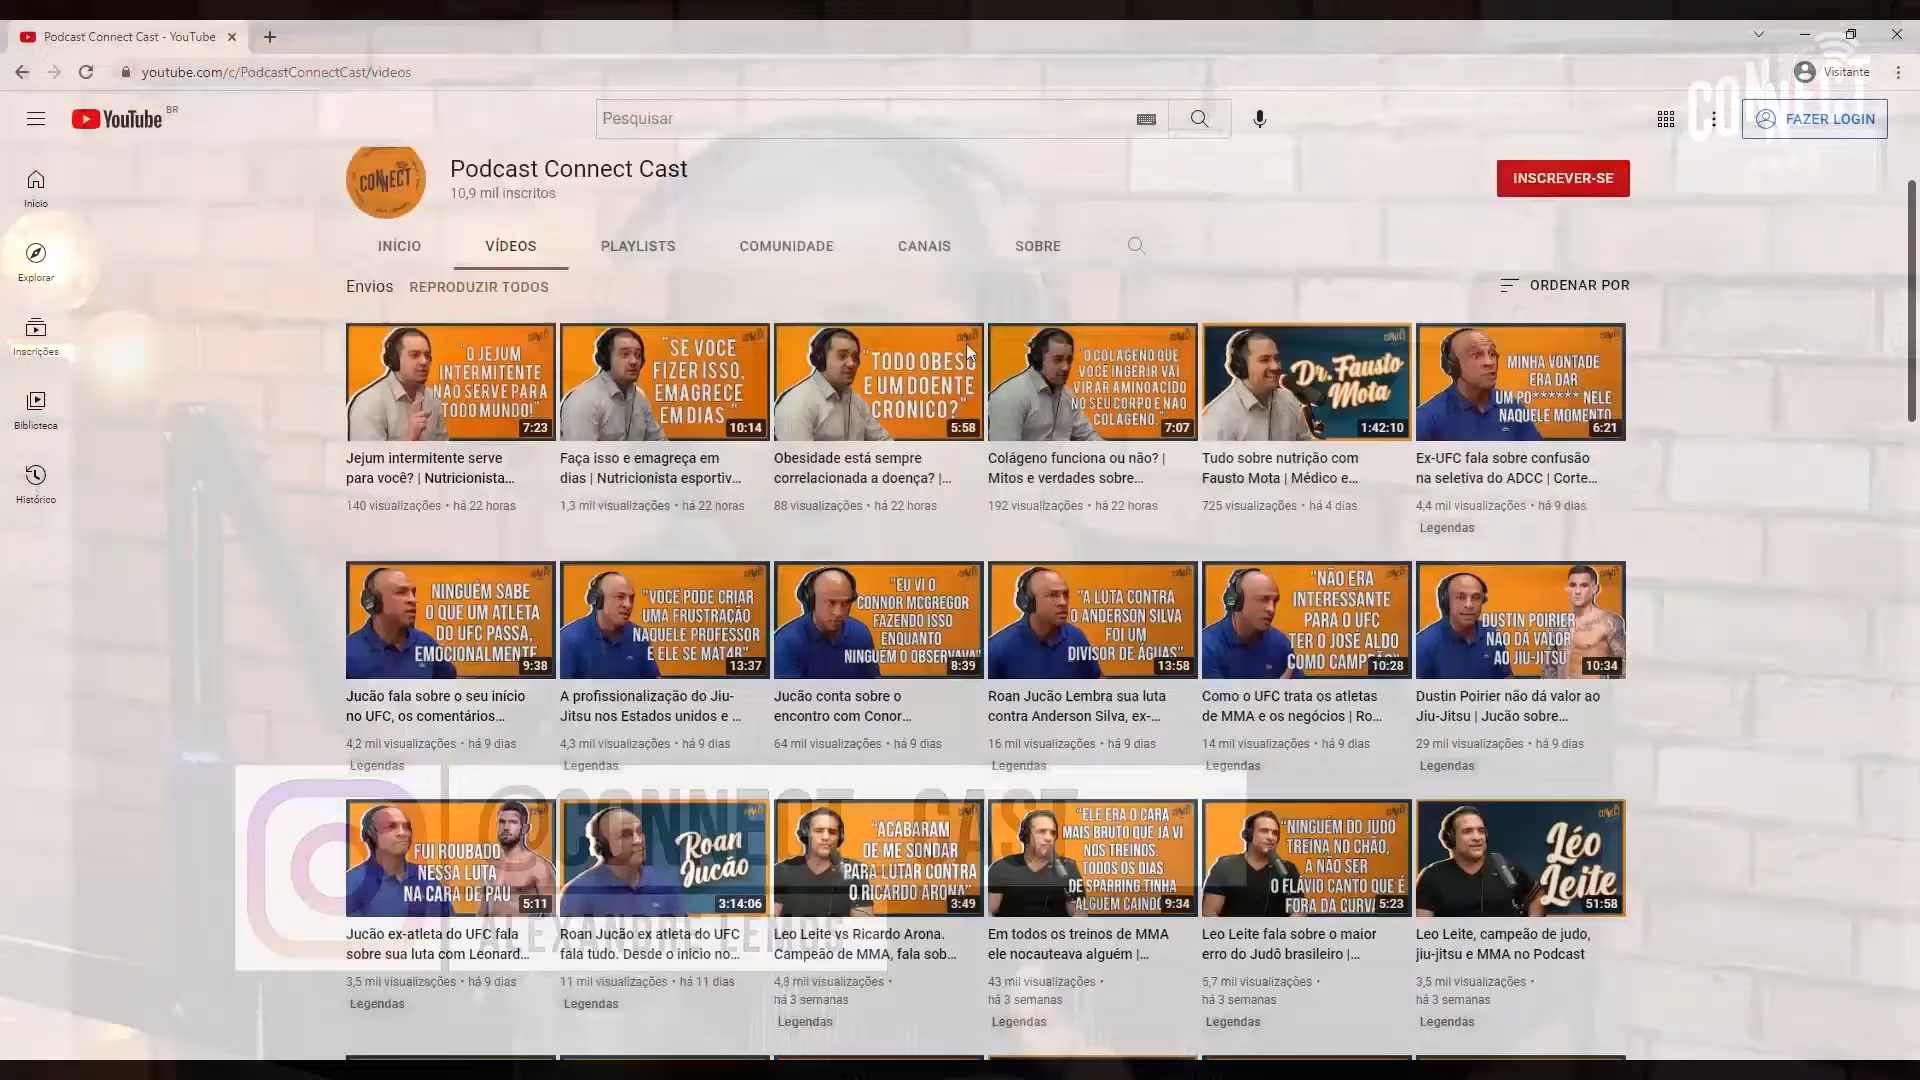 Podcast Connect Cast - YouTube
youtube.com/c/PodcastConnectCast/videos
Visitante
CONNECT
YouTube BR
Pesquisar
FAZER LOGIN
Início
Explorar
Inscrições
Biblioteca
Histórico
CONNECT
Podcast Connect Cast
10,9 mil inscritos
INSCREVER-SE
INÍCIO
VÍDEOS
PLAYLISTS
COMUNIDADE
CANAIS
SOBRE
Envios
REPRODUZIR TODOS
ORDENAR POR
"O JEJUM
INTERMITENTE
NÃO SERVE PARA
TODO MUNDO!"
7:23
Jejum intermitente serve
para você? | Nutricionista...
140 visualizações • há 22 horas
"SE VOCE
FIZER ISSO,
EMAGRECE
EM DIAS "
10:14
Faça isso e emagreça em
dias | Nutricionista esportiv...
1,3 mil visualizações • há 22 horas
"TODO OBESO
E UM DOENTE
CRONICO?"
5:58
Obesidade está sempre
correlacionada a doença? |...
88 visualizações • há 22 horas
"O COLAGENO QUE
VOCE INGERIR VAI
VIRAR AMINOACIDO
NO SEU CORPO E NAO
COLAGENO."
7:07
Colágeno funciona ou não? |
Mitos e verdades sobre...
192 visualizações • há 22 horas
Dr. Fausto
Mota
1:42:10
Tudo sobre nutrição com
Fausto Mota | Médico e...
725 visualizações • há 4 dias
MINHA VONTADE
ERA DAR
UM PO****** NELE
NAQUELE MOMENTO
6:21
Ex-UFC fala sobre confusão
na seletiva do ADCC | Corte...
4,4 mil visualizações • há 9 dias
Legendas
NINGUÉM SABE
O QUE UM ATLETA
DO UFC PASSA,
EMOCIONALMENTE
9:38
Jucão fala sobre o seu início
no UFC, os comentários...
4,2 mil visualizações • há 9 dias
Legendas
"VOCÊ PODE CRIAR
UMA FRUSTRAÇÃO
NAQUELE PROFESSOR
E ELE SE MAT4R"
13:37
A profissionalização do Jiu-
Jitsu nos Estados unidos e ...
4,3 mil visualizações • há 9 dias
Legendas
"EU VI O
CONNOR MCGREGOR
FAZENDO ISSO
ENQUANTO
NINGUÉM O OBSERVAVA"
8:39
Jucão conta sobre o
encontro com Conor...
64 mil visualizações • há 9 dias
"A LUTA CONTRA
O ANDERSON SILVA
FOI UM
DIVISOR DE ÁGUAS"
13:58
Roan Jucão Lembra sua luta
contra Anderson Silva, ex-...
16 mil visualizações • há 9 dias
Legendas
"NÃO ERA
INTERESSANTE
PARA O UFC
TER O JOSÉ ALDO
COMO CAMPEÃO"
10:28
Como o UFC trata os atletas
de MMA e os negócios | Ro...
14 mil visualizações • há 9 dias
Legendas
DUSTIN POIRIER
NÃO DÁ VALOR
AO JIU-JITSU
10:34
Dustin Poirier não dá valor ao
Jiu-Jitsu | Jucão sobre...
29 mil visualizações • há 9 dias
Legendas
@CONNECT_CAST
ALEXANDRE LEMOS
FUI ROUBADO
NESSA LUTA
NA CARA DE PAU
5:11
Jucão ex-atleta do UFC fala
sobre sua luta com Leonard...
3,5 mil visualizações • há 9 dias
Legendas
Roan
Jucão
3:14:06
Roan Jucão ex atleta do UFC
fala tudo. Desde o inicio no...
11 mil visualizações • há 11 dias
Legendas
"ACABARAM
DE ME SONDAR
PARA LUTAR CONTRA
O RICARDO ARONA"
3:49
Leo Leite vs Ricardo Arona.
Campeão de MMA, fala sob...
4,8 mil visualizações •
há 3 semanas
Legendas
"ELE ERA O CARA
MAIS BRUTO QUE JÁ VI
NOS TREINOS.
TODOS OS DIAS
DE SPARRING TINHA
ALGUÉM CAINDO"
9:34
Em todos os treinos de MMA
ele nocauteava alguém |...
43 mil visualizações •
há 3 semanas
Legendas
"NINGUÉM DO JUDO
TREINA NO CHÃO,
A NÃO SER
O FLÁVIO CANTO QUE É
FORA DA CURVA
5:23
Leo Leite fala sobre o maior
erro do Judô brasileiro |...
5,7 mil visualizações •
há 3 semanas
Legendas
Léo
Leite
51:58
Leo Leite, campeão de judo,
jiu-jitsu e MMA no Podcast
3,5 mil visualizações •
há 3 semanas
Legendas